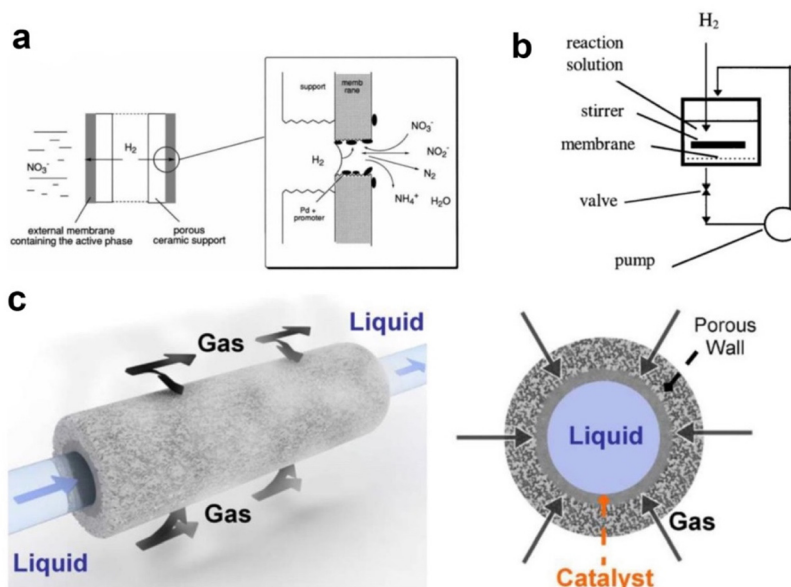 a
H2
NO3-
external membrane
containing the active phase
porous
ceramic support
support
memb
rane
NO3-
H2
NO2-
N2
NH4+
H2O
Pd +
promoter
b
H2
reaction
solution
stirrer
membrane
valve
pump
c
Liquid
Gas
Gas
Liquid
Porous
Wall
Liquid
Gas
Catalyst